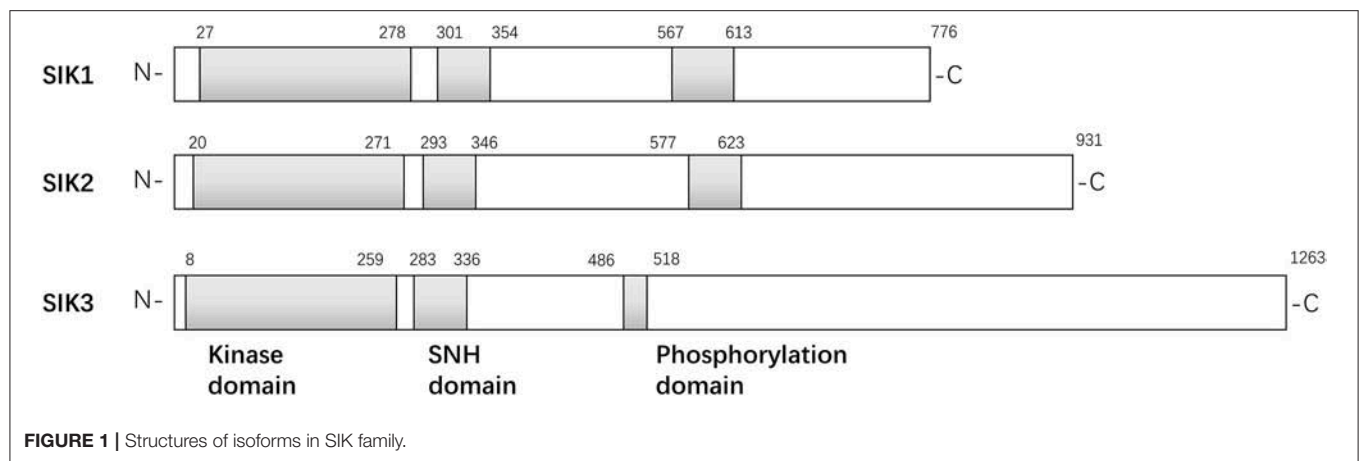 27 278 301 354 567 613 776
SIK1 N- -C
20 271 293 346 577 623 931
SIK2 N- -C
8 259 283 336 486 518 1263
SIK3 N- -C
Kinase SNH Phosphorylation
domain domain domain
FIGURE 1 | Structures of isoforms in SIK family.